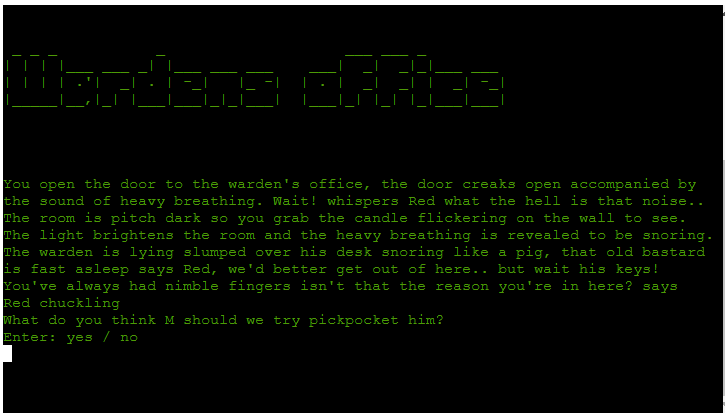 Wardens office
You open the door to the warden's office, the door creaks open accompanied by
the sound of heavy breathing. Wait! whispers Red what the hell is that noise..
The room is pitch dark so you grab the candle flickering on the wall to see.
The light brightens the room and the heavy breathing is revealed to be snoring.
The warden is lying slumped over his desk snoring like a pig, that old bastard
is fast asleep says Red, we'd better get out of here.. but wait his keys!
You've always had nimble fingers isn't that the reason you're in here? says
Red chuckling
What do you think M should we try pickpocket him?
Enter: yes / no